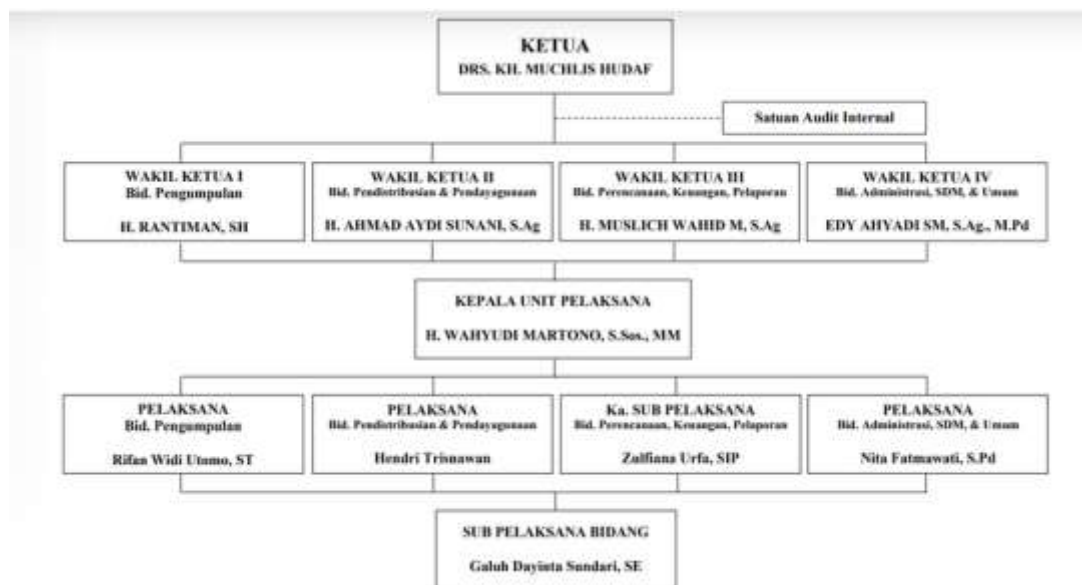 KETUA
DRS. KH. MUCHLIS HUDAF
Satuan Audit Internal
WAKIL KETUA I
Bid. Pengumpulan
H. RANTIMAN, SH
WAKIL KETUA II
Bid. Pendistribusian & Pendayagunaan
H. AHMAD AYDI SUNANI, S.Ag
WAKIL KETUA III
Bid. Perencanaan, Keuangan, Pelaporan
H. MUSLICH WAHID M, S.Ag
WAKIL KETUA IV
Bid. Administrasi, SDM, & Umum
EDY AHYADI SM, S.Ag., M.Pd
KEPALA UNIT PELAKSANA
H. WAHYUDI MARTONO, S.Sos., MM
PELAKSANA
Bid. Pengumpulan
Rifan Widi Utomo, ST
PELAKSANA
Bid. Pendistribusian & Pendayagunaan
Hendri Trisnawan
Ka. SUB PELAKSANA
Bid. Perencanaan, Keuangan, Pelaporan
Zulfiana Urfa, SIP
PELAKSANA
Bid. Administrasi, SDM, & Umum
Nita Fatmawati, S.Pd
SUB PELAKSANA BIDANG
Galuh Dayinta Sundari, SE